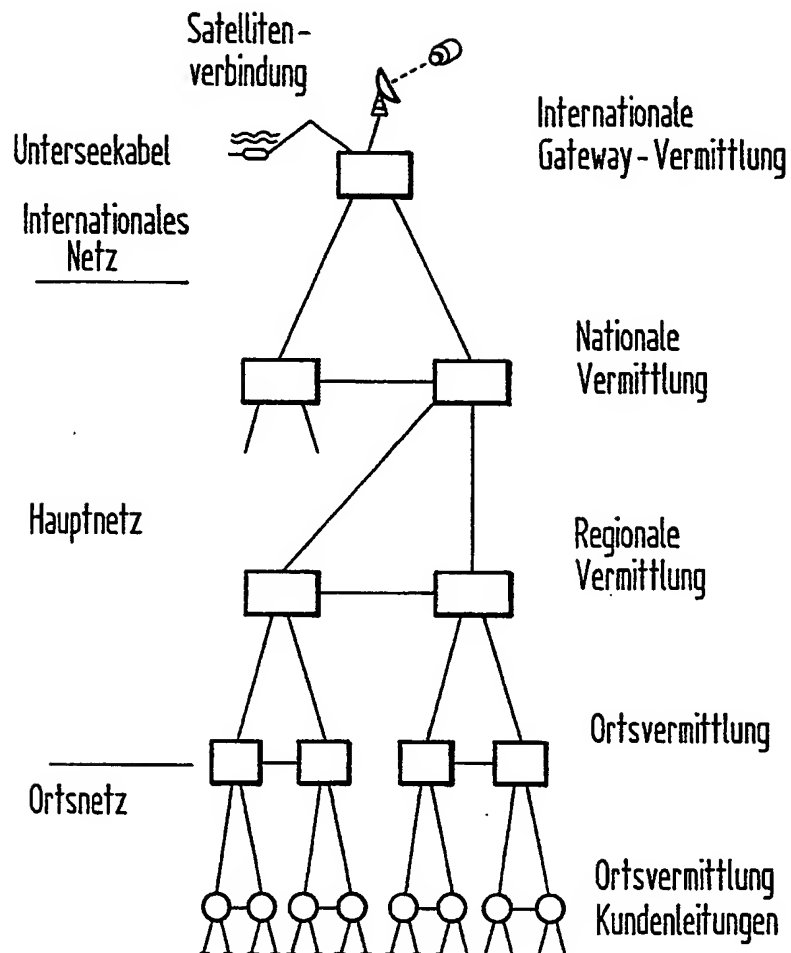 Satelliten-
verbindung
Unterseekabel
Internationale
Gateway-Vermittlung
Internationales
Netz
Nationale
Vermittlung
Hauptnetz
Regionale
Vermittlung
Ortsvermittlung
Ortsnetz
Ortsvermittlung
Kundenleitungen